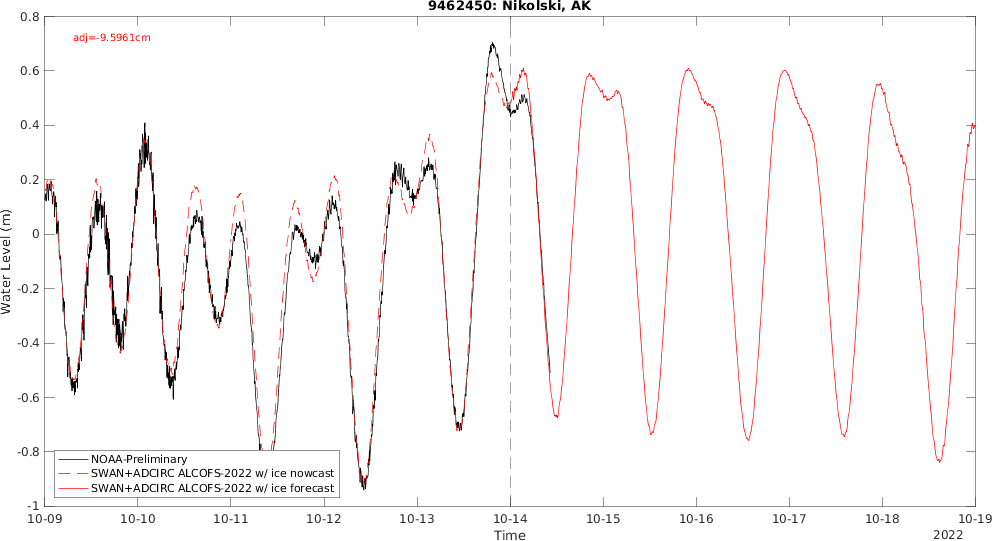 9462450: Nikolski, AK
adj=-9.5961cm
0.8
0.6
0.4
0.2
0
-0.2
-0.4
-0.6
-0.8
-1
Water Level (m)
NOAA-Preliminary
SWAN+ADCIRC ALCOFS-2022 w/ ice nowcast
SWAN+ADCIRC ALCOFS-2022 w/ ice forecast
10-09 10-10 10-11 10-12 10-13 10-14 10-15 10-16 10-17 10-18 10-19
Time
2022